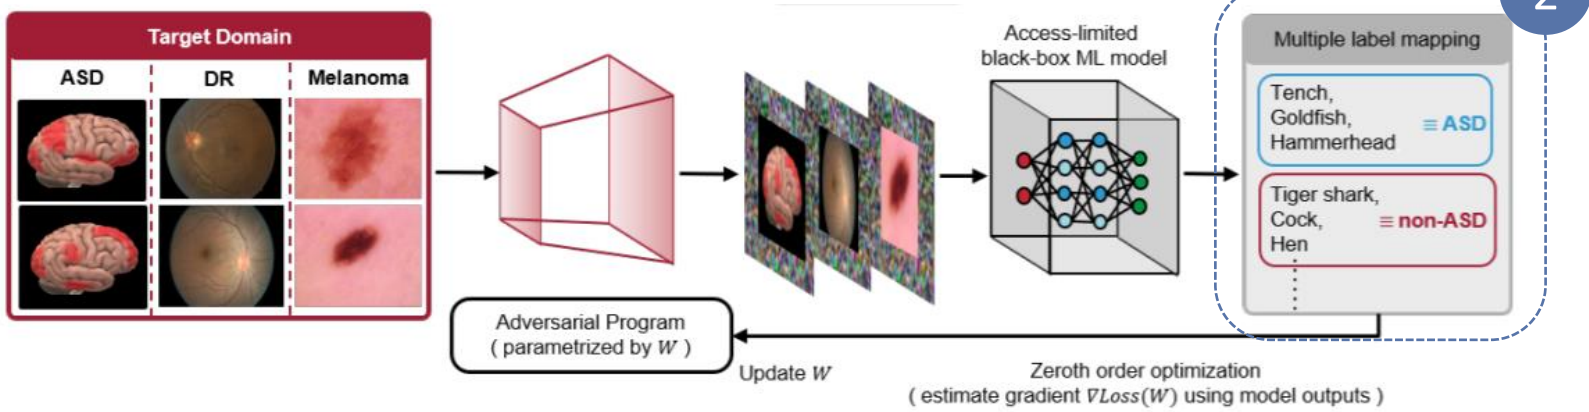 Target Domain
ASD
DR
Melanoma
Access-limited
black-box ML model
2
Multiple label mapping
Tench,
Goldfish,
Hammerhead
≡ ASD
Tiger shark,
Cock,
Hen
≡ non-ASD
Adversarial Program
( parametrized by W )
Update W
Zeroth order optimization
( estimate gradient ∇Loss(W) using model outputs )